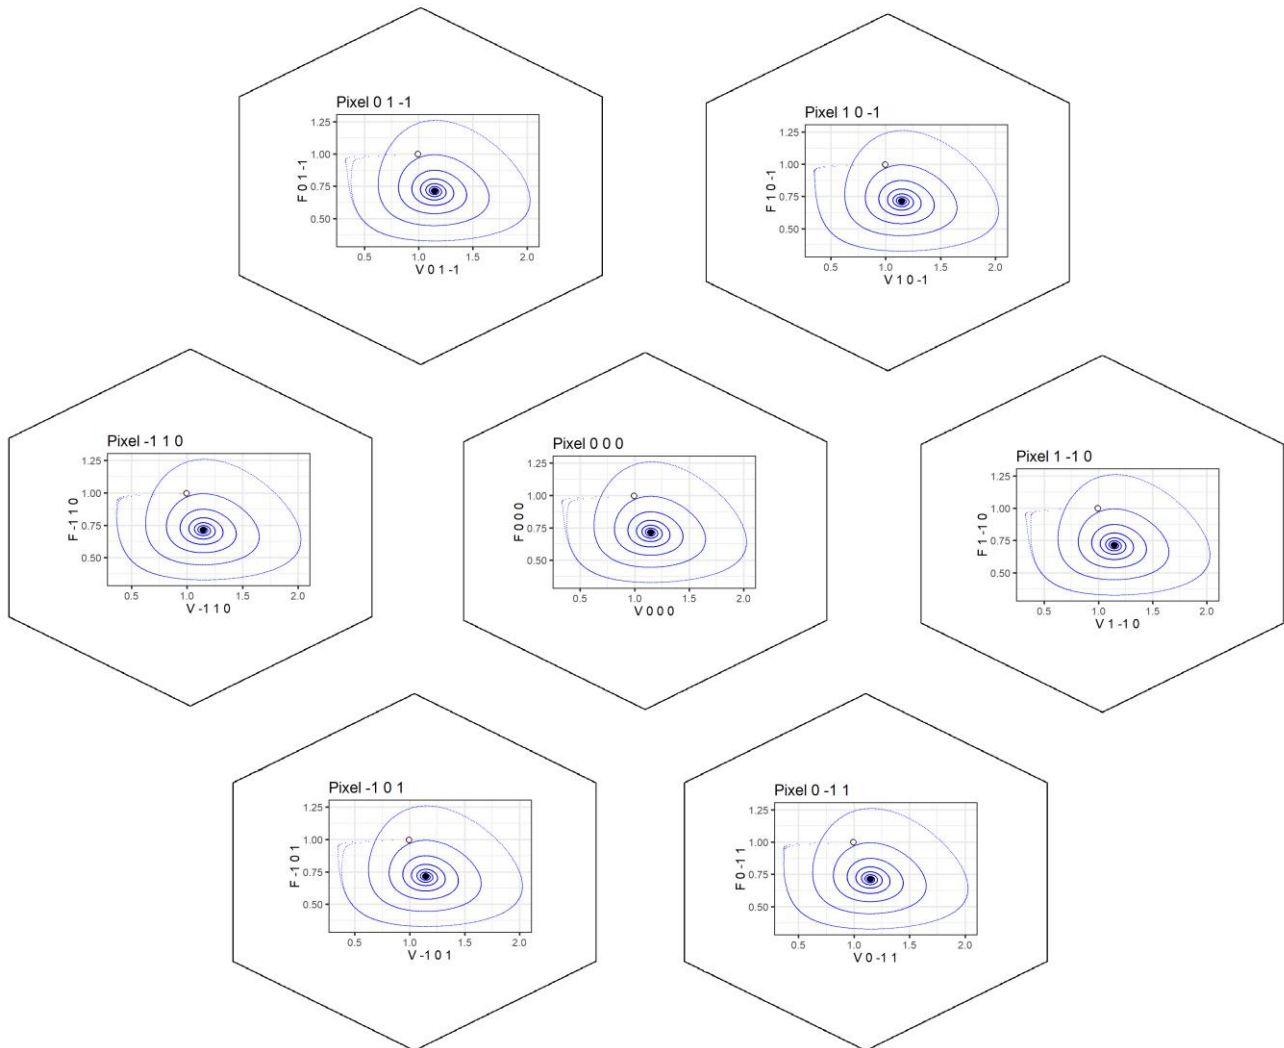 Pixel 0 1 -1
1.25
1.00
0.75
0.50
F 0 1 -1
0.5 1.0 1.5 2.0
V 0 1 -1
Pixel 1 0 -1
1.25
1.00
0.75
0.50
F 1 0 -1
0.5 1.0 1.5 2.0
V 1 0 -1
Pixel -1 1 0
1.25
1.00
0.75
0.50
F -1 1 0
0.5 1.0 1.5 2.0
V -1 1 0
Pixel 0 0 0
1.25
1.00
0.75
0.50
F 0 0 0
0.5 1.0 1.5 2.0
V 0 0 0
Pixel 1 -1 0
1.25
1.00
0.75
0.50
F 1 -1 0
0.5 1.0 1.5 2.0
V 1 -1 0
Pixel -1 0 1
1.25
1.00
0.75
0.50
F -1 0 1
0.5 1.0 1.5 2.0
V -1 0 1
Pixel 0 -1 1
1.25
1.00
0.75
0.50
F 0 -1 1
0.5 1.0 1.5 2.0
V 0 -1 1